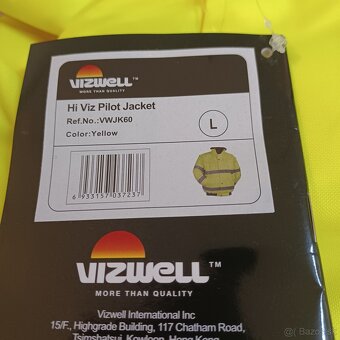 VIZWELL™
MORE THAN QUALITY
Hi Viz Pilot Jacket
Ref.No.:VWJK60
Color:Yellow
L
6 933157 037237
VIZWELL™
MORE THAN QUALITY
Vizwell International Inc
15/F., Highgrade Building, 117 Chatham Road,
Tsimshatsui, Kowloon, Hong Kong